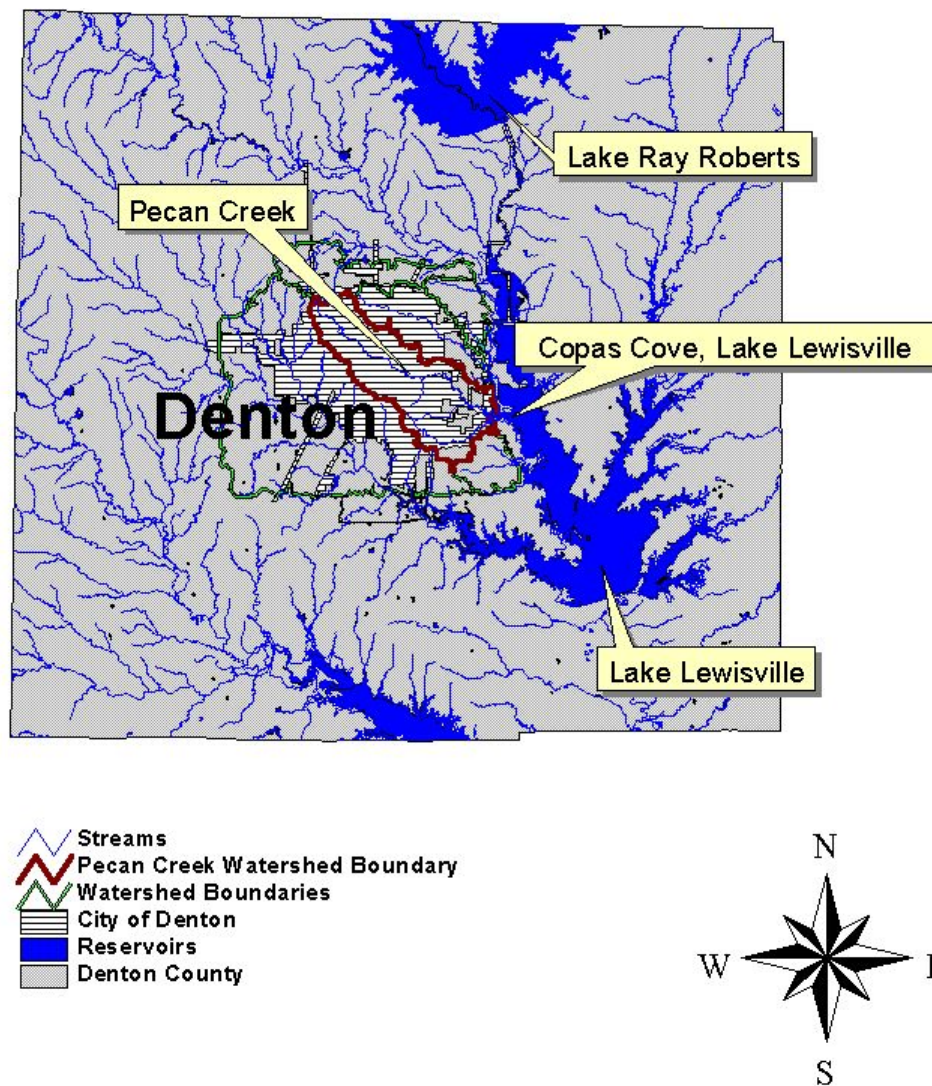 Lake Ray Roberts
Pecan Creek
Copas Cove, Lake Lewisville
Denton
Lake Lewisville
Streams
Pecan Creek Watershed Boundary
Watershed Boundaries
City of Denton
Reservoirs
Denton County
N
W
S